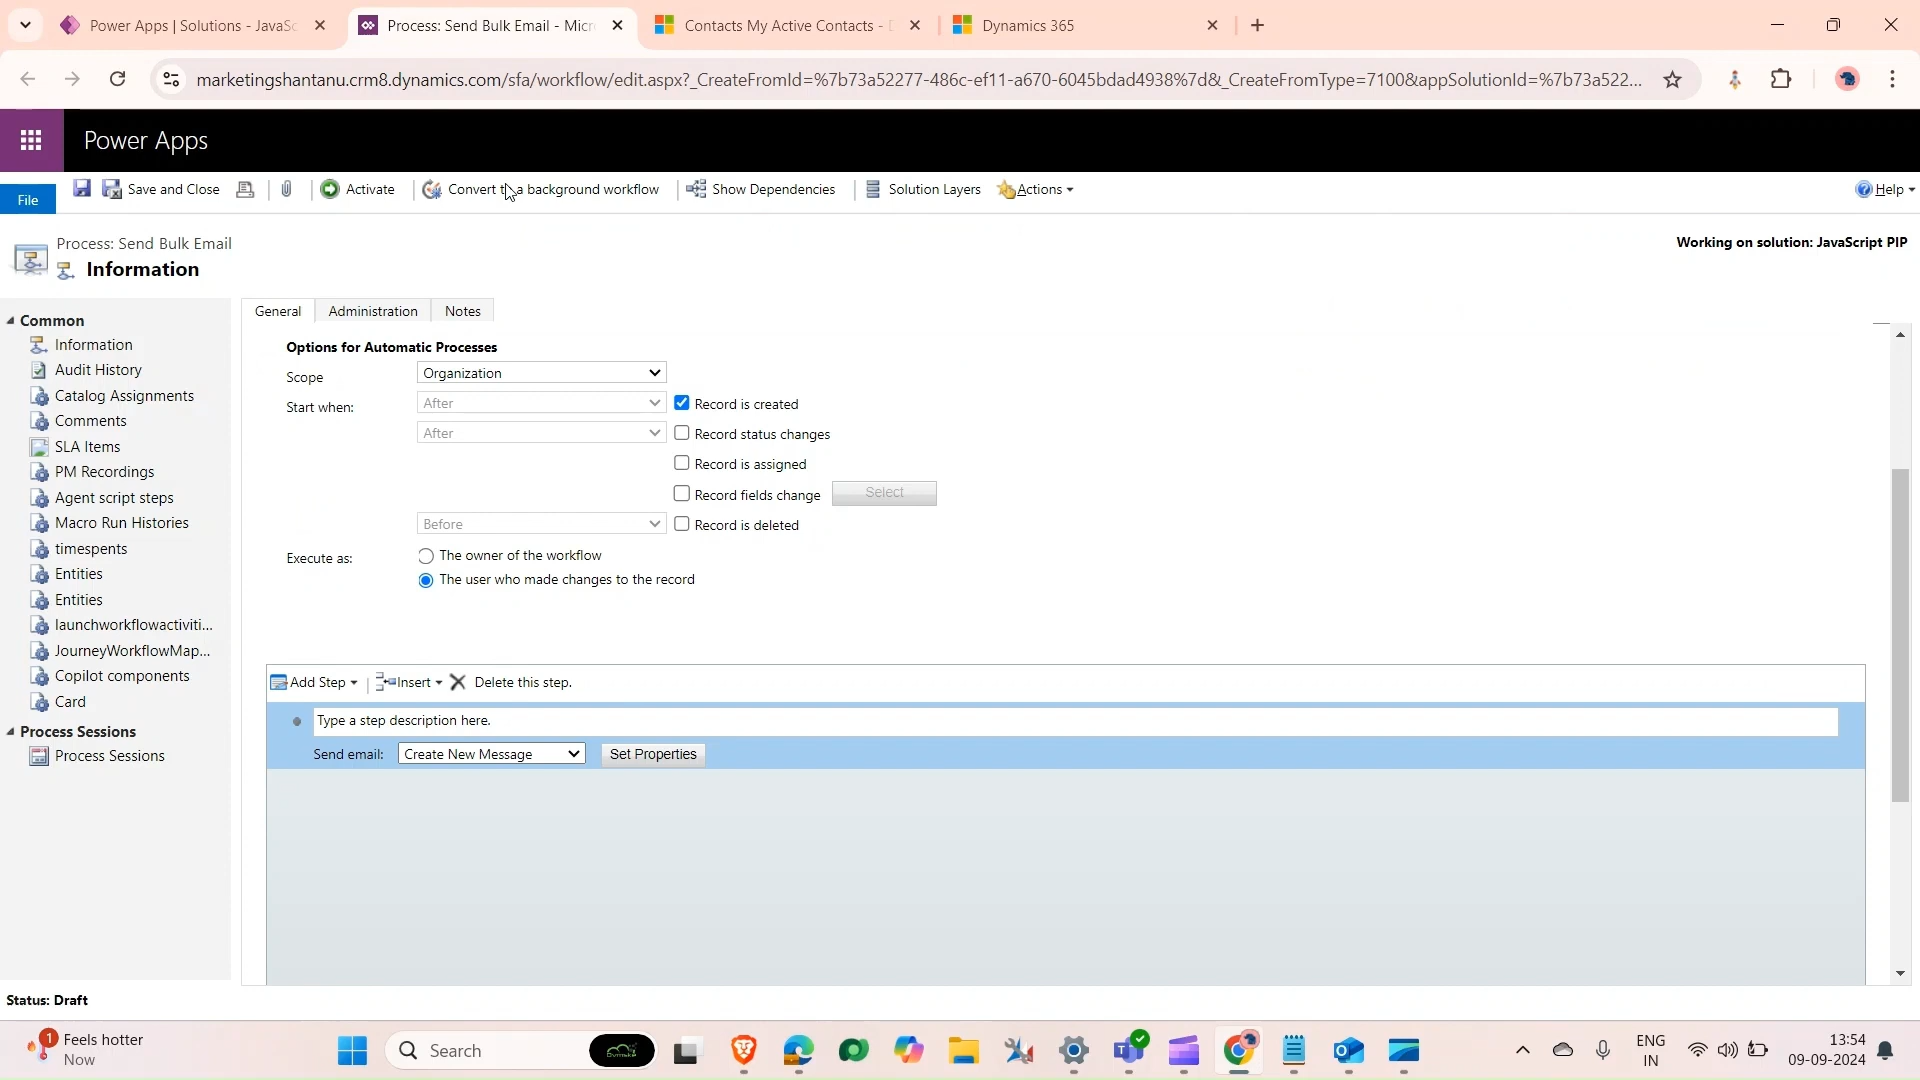 Power Apps | Solutions - JavaSc
Process: Send Bulk Email - Micr
Contacts My Active Contacts - D
Dynamics 365
marketingshantanu.crm8.dynamics.com/sfa/workflow/edit.aspx?_CreateFromId=%7b73a52277-486c-ef11-a670-6045bdad4938%7d&_CreateFromType=7100&appSolutionId=%7b73a522...
Power Apps
File
Save and Close
Activate
Convert to a background workflow
Show Dependencies
Solution Layers
Actions
Help
Process: Send Bulk Email
Information
Working on solution: JavaScript PIP
Common
Information
Audit History
Catalog Assignments
Comments
SLA Items
PM Recordings
Agent script steps
Macro Run Histories
timespents
Entities
Entities
launchworkflowactiviti...
JourneyWorkflowMap...
Copilot components
Card
Process Sessions
Process Sessions
General
Administration
Notes
Options for Automatic Processes
Scope
Organization
Start when:
After
Record is created
After
Record status changes
Record is assigned
Record fields change
Select
Before
Record is deleted
Execute as:
The owner of the workflow
The user who made changes to the record
Add Step
Insert
Delete this step.
Type a step description here.
Send email:
Create New Message
Set Properties
Status: Draft
1
Feels hotter
Now
Search
ENG
IN
13:54
09-09-2024